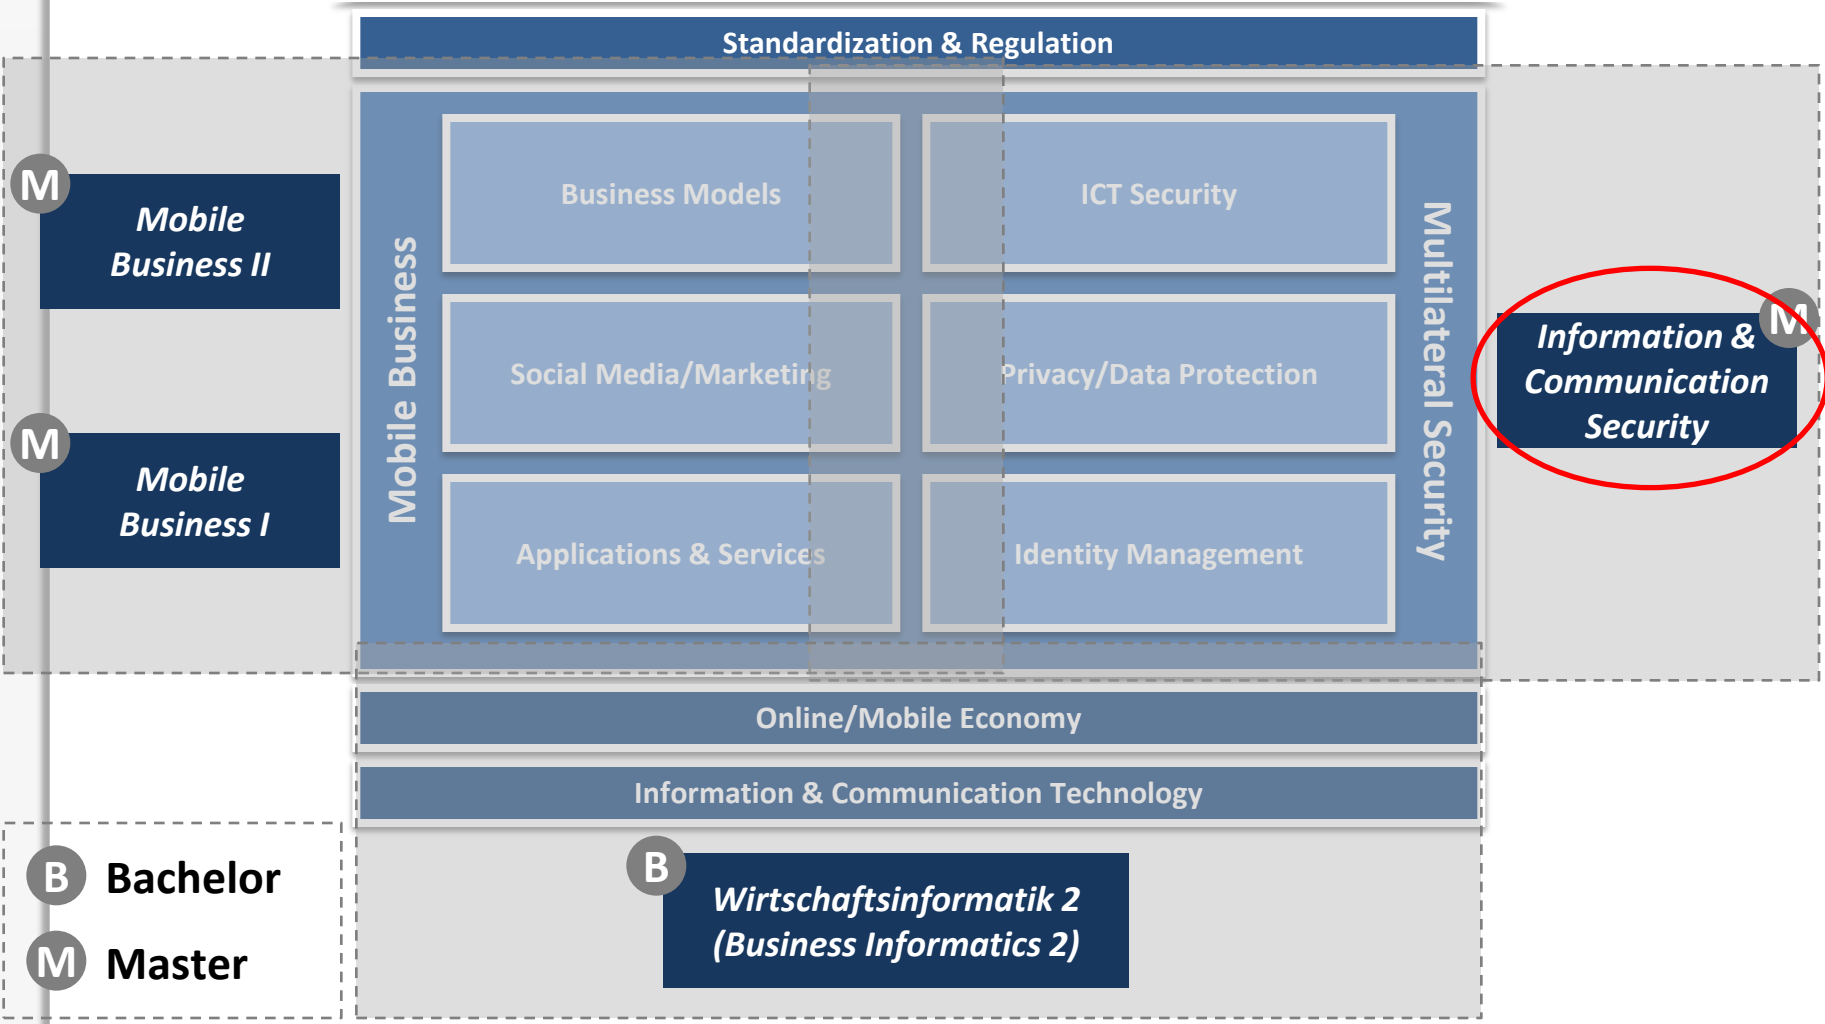 Standardization & Regulation
M
Mobile
Business II
M
Mobile
Business I
Mobile Business
Business Models
ICT Security
Social Media/Marketing
Privacy/Data Protection
Applications & Services
Identity Management
Multilateral Security
M
Information &
Communication
Security
Online/Mobile Economy
Information & Communication Technology
B
Wirtschaftsinformatik 2
(Business Informatics 2)
B Bachelor
M Master